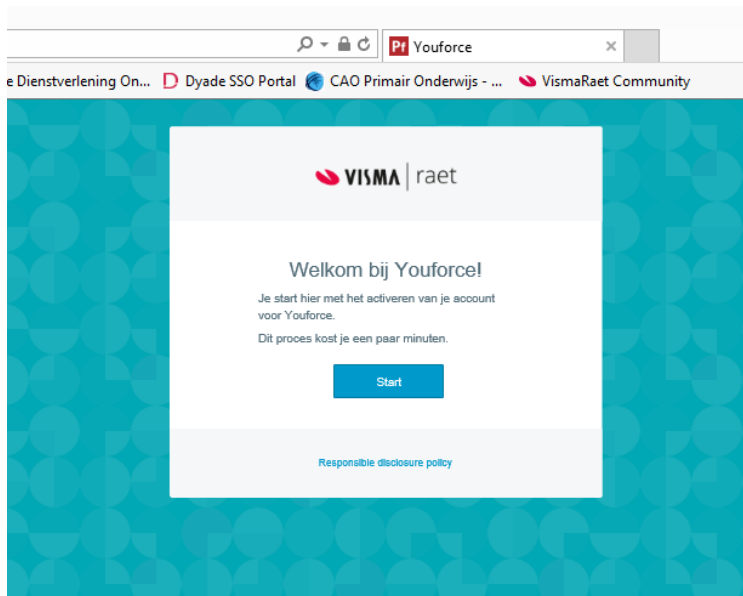 Pf Youforce
e Dienstverlening On... D Dyade SSO Portal CAO Primair Onderwijs - ... VismaRaet Community
VISMA | raet
Welkom bij Youforce!
Je start hier met het activeren van je account
voor Youforce.
Dit proces kost je een paar minuten.
Start
Responsible disclosure policy